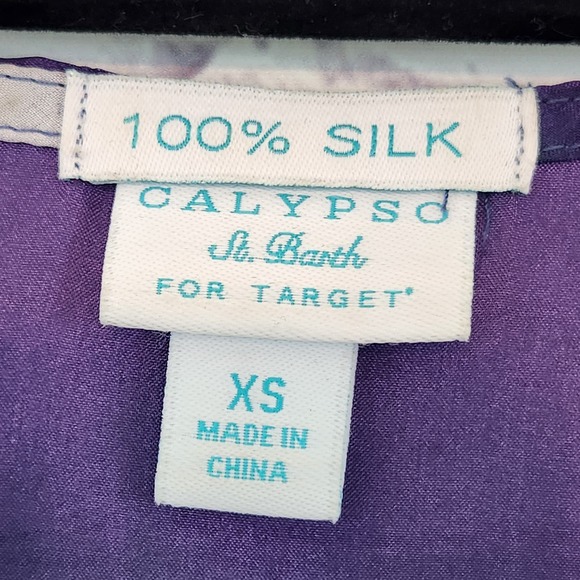 100% SILK
CALYPSO
St. Barth
FOR TARGET®
XS
MADE IN
CHINA